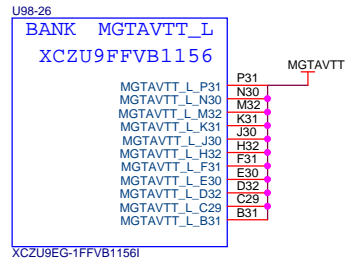 U98-26
BANK MGTAVTT_L
XCZU9FFVB1156
MGTAVTT
MGTAVTT_L_P31 P31
MGTAVTT_L_N30 N30
MGTAVTT_L_M32 M32
MGTAVTT_L_K31 K31
MGTAVTT_L_J30 J30
MGTAVTT_L_H32 H32
MGTAVTT_L_F31 F31
MGTAVTT_L_E30 E30
MGTAVTT_L_D32 D32
MGTAVTT_L_C29 C29
MGTAVTT_L_B31 B31
XCZU9EG-1FFVB1156I